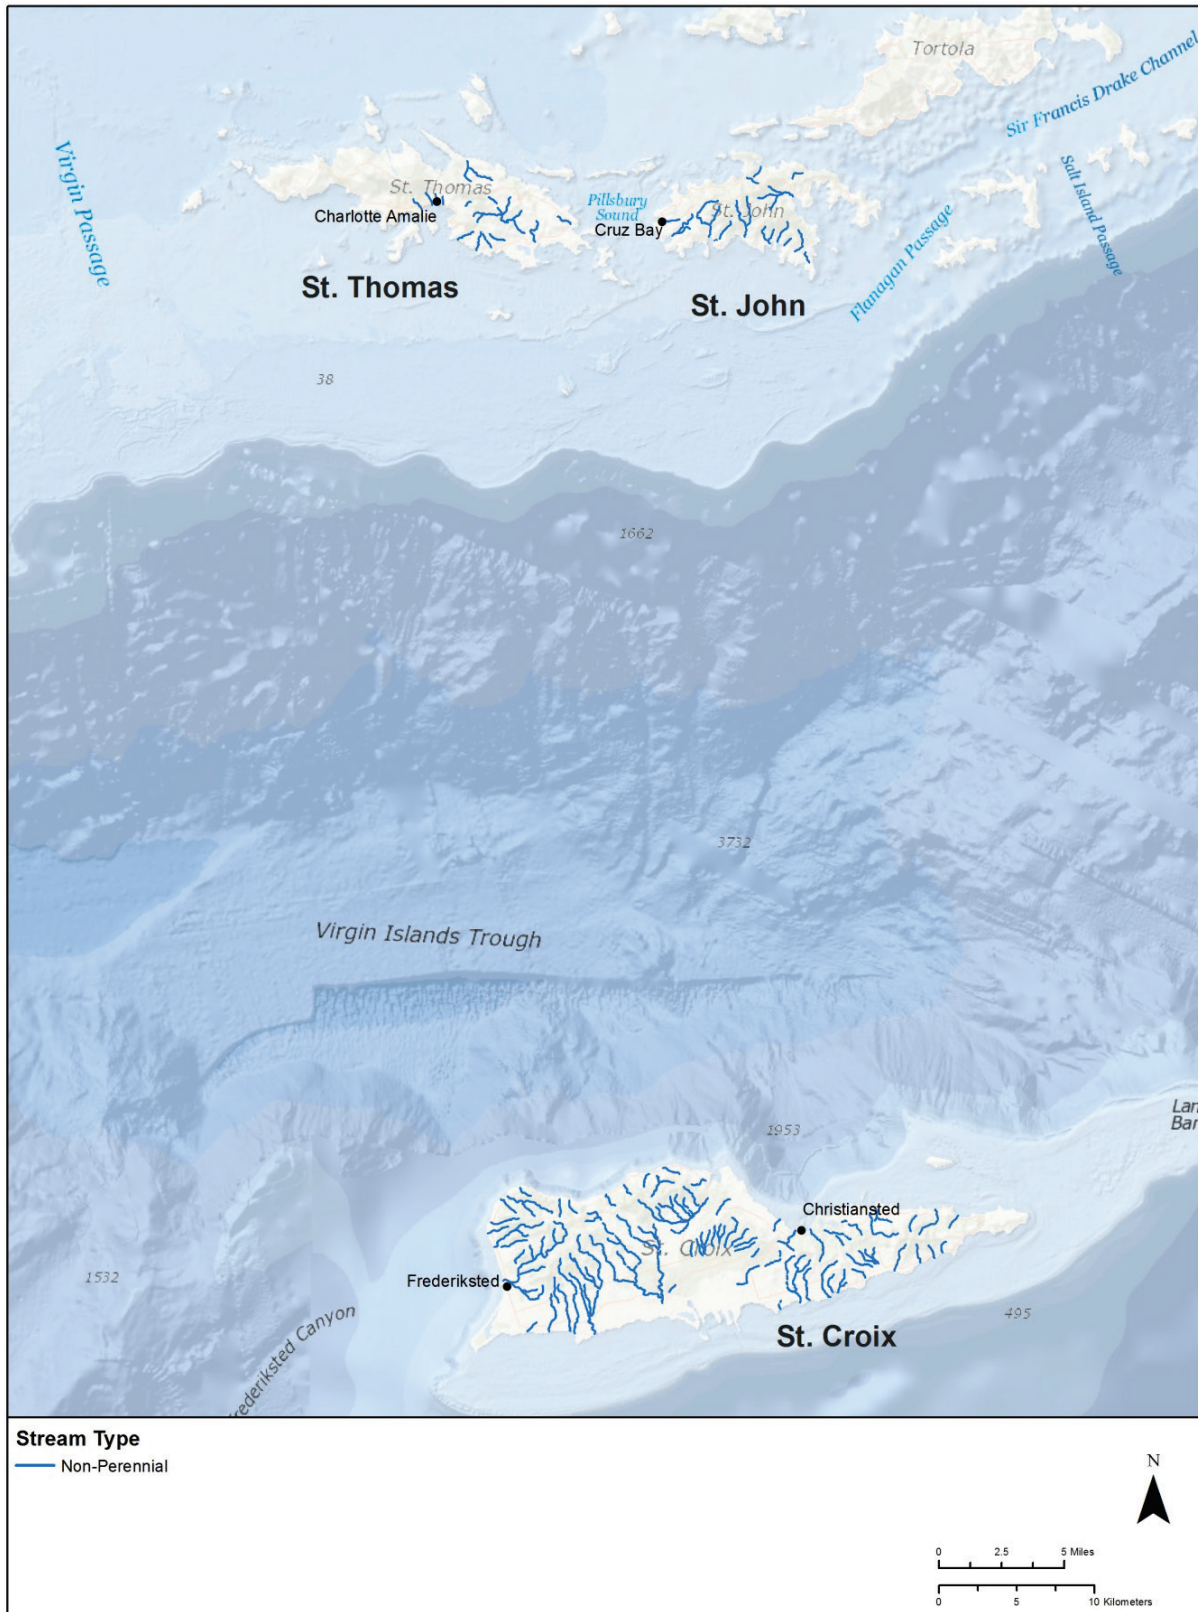 Tortola
Sir Francis Drake Channel
Virgin Passage
Salt Island Passage
St. Thomas
Charlotte Amalie
Pillsbury
Sound
St. John
Cruz Bay
Flanagan Passage
St. Thomas
St. John
38
1662
3732
Virgin Islands Trough
Lan
Bar
1953
Christiansted
St. Croix
Frederiksted
1532
495
St. Croix
rederiksted Canyon
Stream Type
Non-Perennial
N
0 2.5 5 Miles
0 5 10 Kilometers